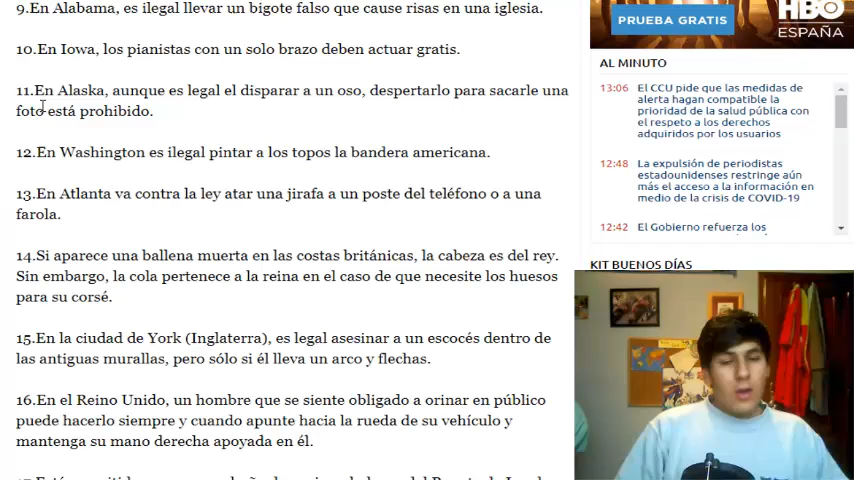 9.En Alabama, es ilegal llevar un bigote falso que cause risas en una iglesia.
10.En Iowa, los pianistas con un solo brazo deben actuar gratis.
11.En Alaska, aunque es legal el disparar a un oso, despertarlo para sacarle una
foto está prohibido.
12.En Washington es ilegal pintar a los topos la bandera americana.
13.En Atlanta va contra la ley atar una jirafa a un poste del teléfono o a una
farola.
14.Si aparece una ballena muerta en las costas británicas, la cabeza es del rey.
Sin embargo, la cola pertenece a la reina en el caso de que necesite los huesos
para su corsé.
15.En la ciudad de York (Inglaterra), es legal asesinar a un escocés dentro de
las antiguas murallas, pero sólo si él lleva un arco y flechas.
16.En el Reino Unido, un hombre que se siente obligado a orinar en público
puede hacerlo siempre y cuando apunte hacia la rueda de su vehículo y
mantenga su mano derecha apoyada en él.
PRUEBA GRATIS
HBO
ESPAÑA
AL MINUTO
13:06 El CCU pide que las medidas de
alerta hagan compatible la
prioridad de la salud pública con
el respeto a los derechos
adquiridos por los usuarios
12:48 La expulsión de periodistas
estadounidenses restringe aún
más el acceso a la información en
medio de la crisis de COVID-19
12:42 El Gobierno refuerza los
KIT BUENOS DÍAS